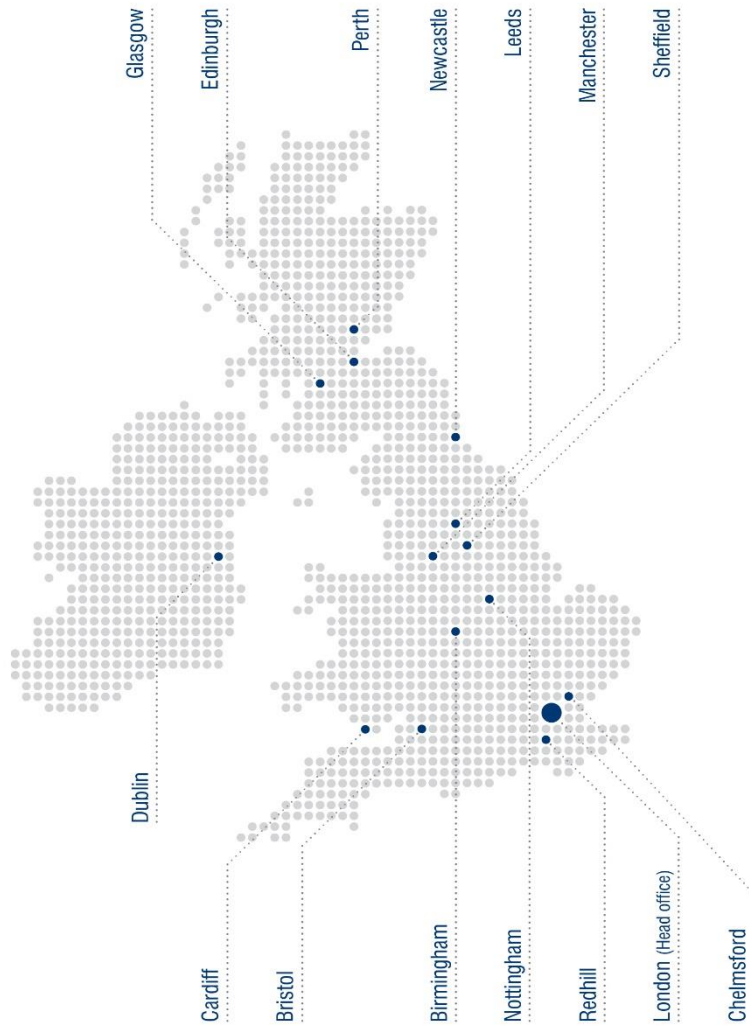 Glasgow
Edinburgh
Perth
Newcastle
Leeds
Manchester
Sheffield
Dublin
Cardiff
Bristol
Birmingham
Nottingham
Redhill
London (Head office)
Chelmsford